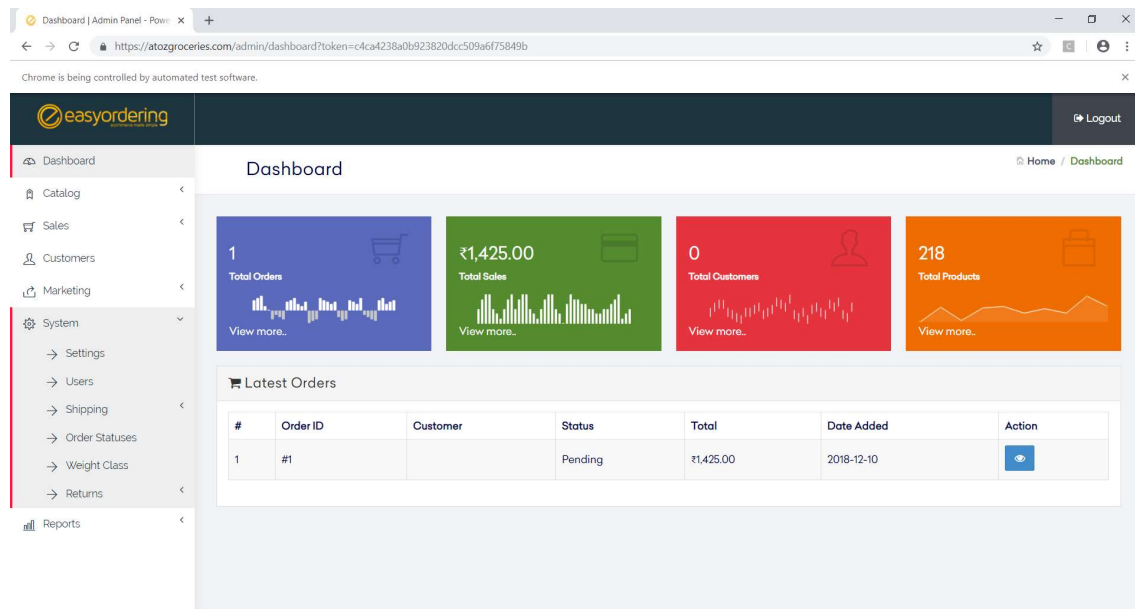 Dashboard | Admin Panel - Powe
https://atozgroceries.com/admin/dashboard?token=c4ca4238a0b923820dcc509a6f75849b
Chrome is being controlled by automated test software.
easyordering
ecommerce made simple
Logout
Dashboard
Catalog
Sales
Customers
Marketing
System
Settings
Users
Shipping
Order Statuses
Weight Class
Returns
Reports
Dashboard
Home / Dashboard
1
Total Orders
View more..
₹1,425.00
Total Sales
View more..
0
Total Customers
View more..
218
Total Products
View more..
Latest Orders
# Order ID Customer Status Total Date Added Action
1 #1 Pending ₹1,425.00 2018-12-10